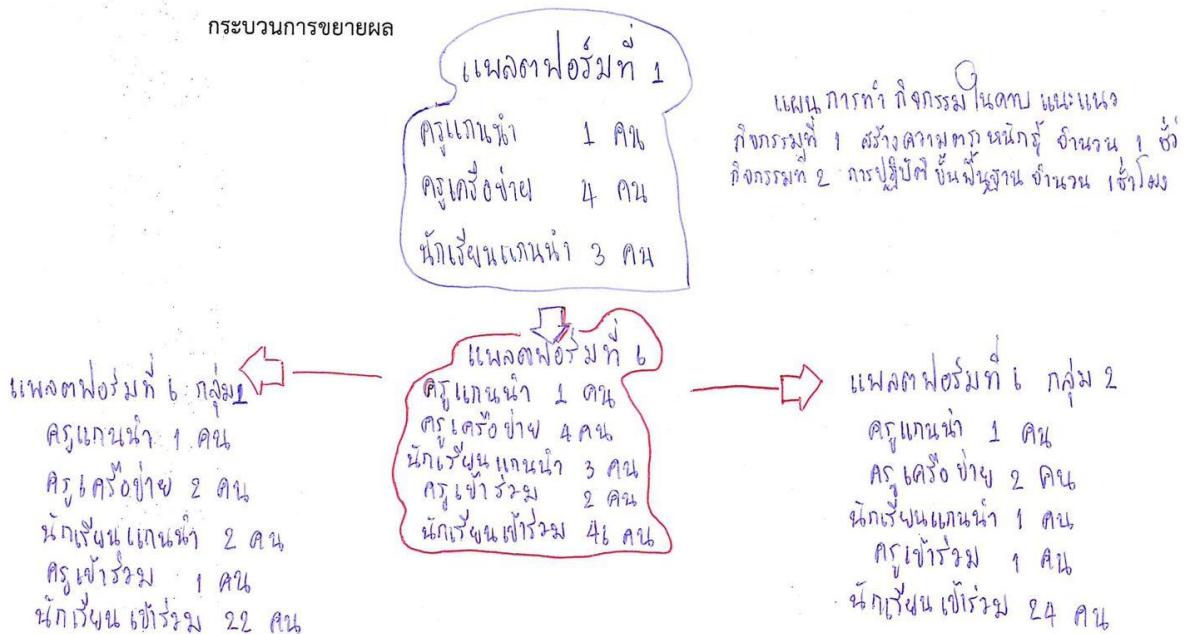 กระบวนการขยายผล
แพลตฟอร์มที่ 1
ครูแกนนำ 1 คน
ครูเครือข่าย 4 คน
นักเรียนแกนนำ 3 คน
แผนการทำกิจกรรมในคาบแนะแนว
กิจกรรมที่ 1 สร้างความตระหนักรู้ จำนวน 1 ชั่ว
กิจกรรมที่ 2 การปฏิบัติขั้นพื้นฐาน จำนวน 1 ชั่วโมง
แพลตฟอร์มที่ 6
ครูแกนนำ 1 คน
ครูเครือข่าย 4 คน
นักเรียนแกนนำ 3 คน
ครูเข้าร่วม 2 คน
นักเรียนเข้าร่วม 46 คน
แพลตฟอร์มที่ 6 กลุ่ม 1
ครูแกนนำ 1 คน
ครูเครือข่าย 2 คน
นักเรียนแกนนำ 2 คน
ครูเข้าร่วม 1 คน
นักเรียนเข้าร่วม 22 คน
แพลตฟอร์มที่ 6 กลุ่ม 2
ครูแกนนำ 1 คน
ครูเครือข่าย 2 คน
นักเรียนแกนนำ 1 คน
ครูเข้าร่วม 1 คน
นักเรียนเข้าร่วม 24 คน